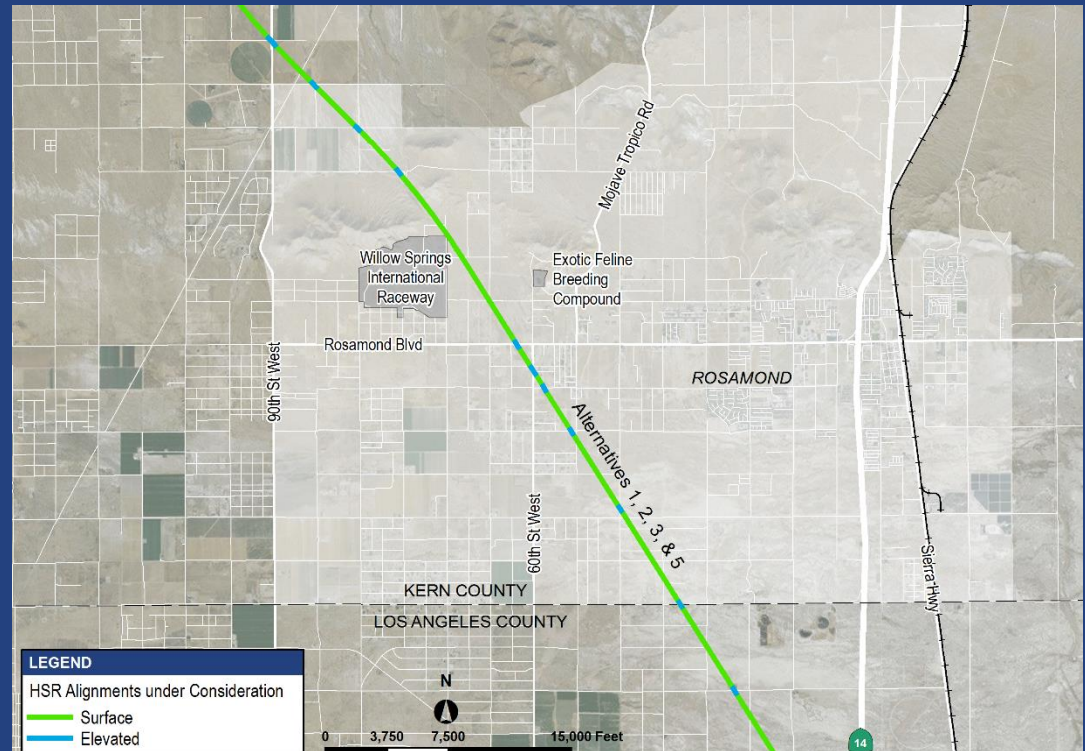 Mojave Tropico Rd
Willow Springs
International
Raceway
Exotic Feline
Breeding
Compound
Rosamond Blvd
90th St West
ROSAMOND
Alternatives 1, 2, 3, & 5
60th St West
Sierra Hwy
KERN COUNTY
LOS ANGELES COUNTY
LEGEND
HSR Alignments under Consideration
Surface
Elevated
N
0 3,750 7,500 15,000 Feet
14